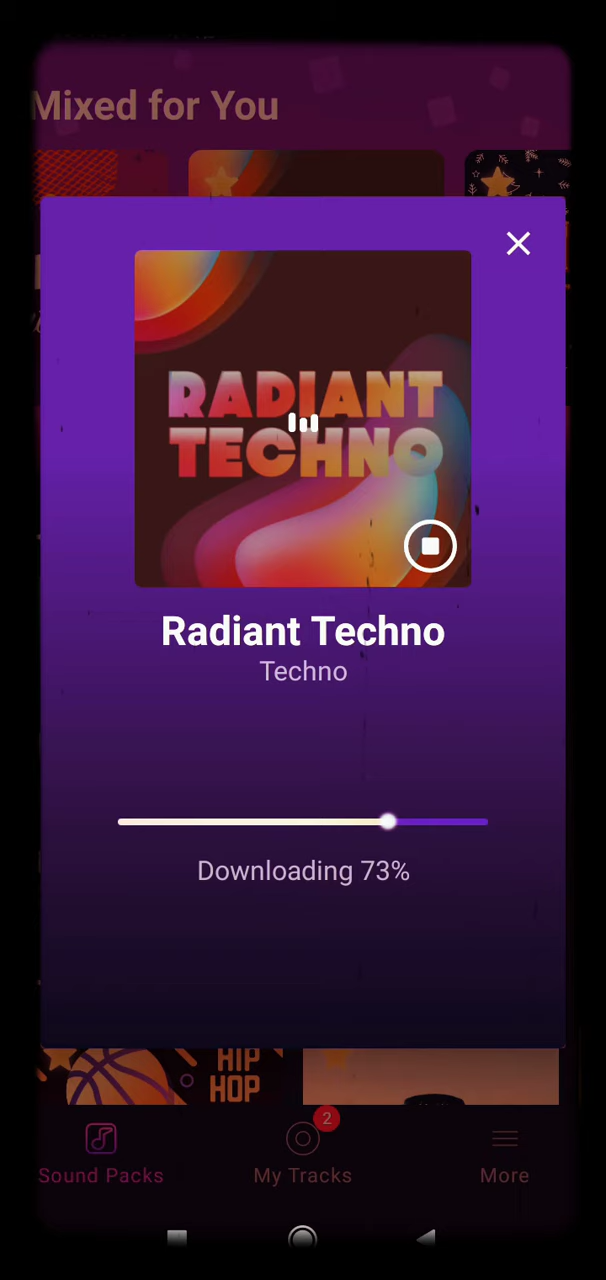 Mixed for You
RADIANT
TECHNO
Radiant Techno
Techno
Downloading 73%
HIP
HOP
2
Sound Packs
My Tracks
More